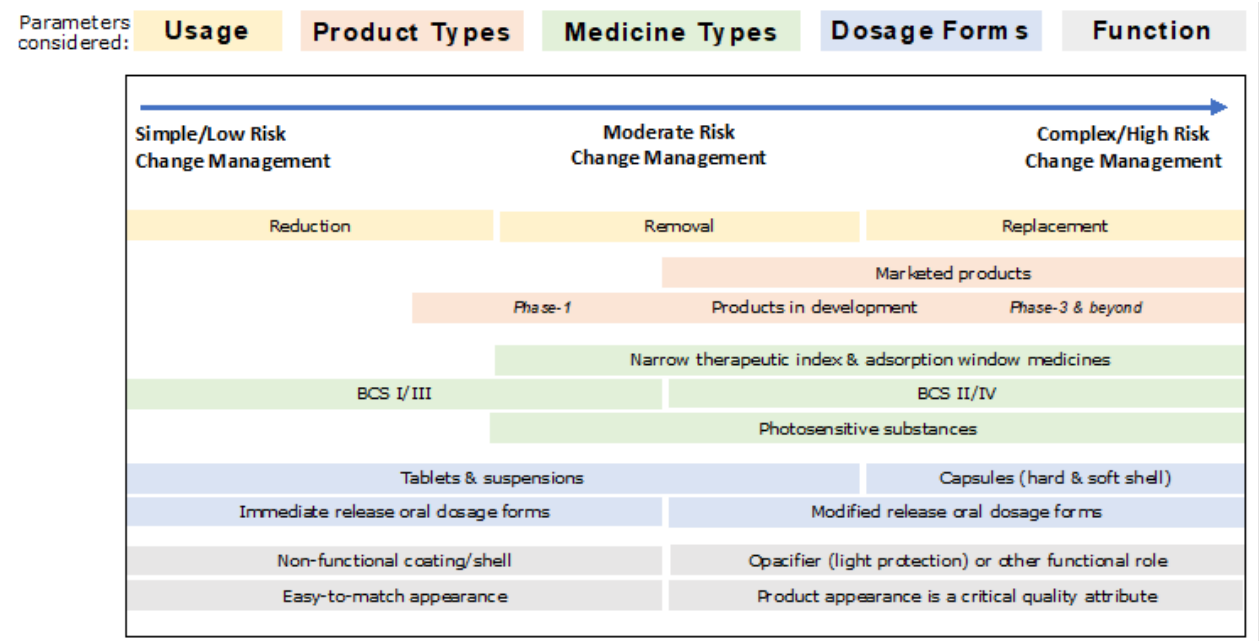 Parameters considered: Usage Product Types Medicine Types Dosage Forms Function
Simple/Low Risk Change Management
Moderate Risk Change Management
Complex/High Risk Change Management
Reduction Removal Replacement
Marketed products
Phase-1 Products in development Phase-3 & beyond
Narrow therapeutic index & adsorption window medicines
BCS I/III BCS II/IV
Photosensitive substances
Tablets & suspensions Capsules (hard & soft shell)
Immediate release oral dosage forms Modified release oral dosage forms
Non-functional coating/shell Opacifier (light protection) or other functional role
Easy-to-match appearance Product appearance is a critical quality attribute